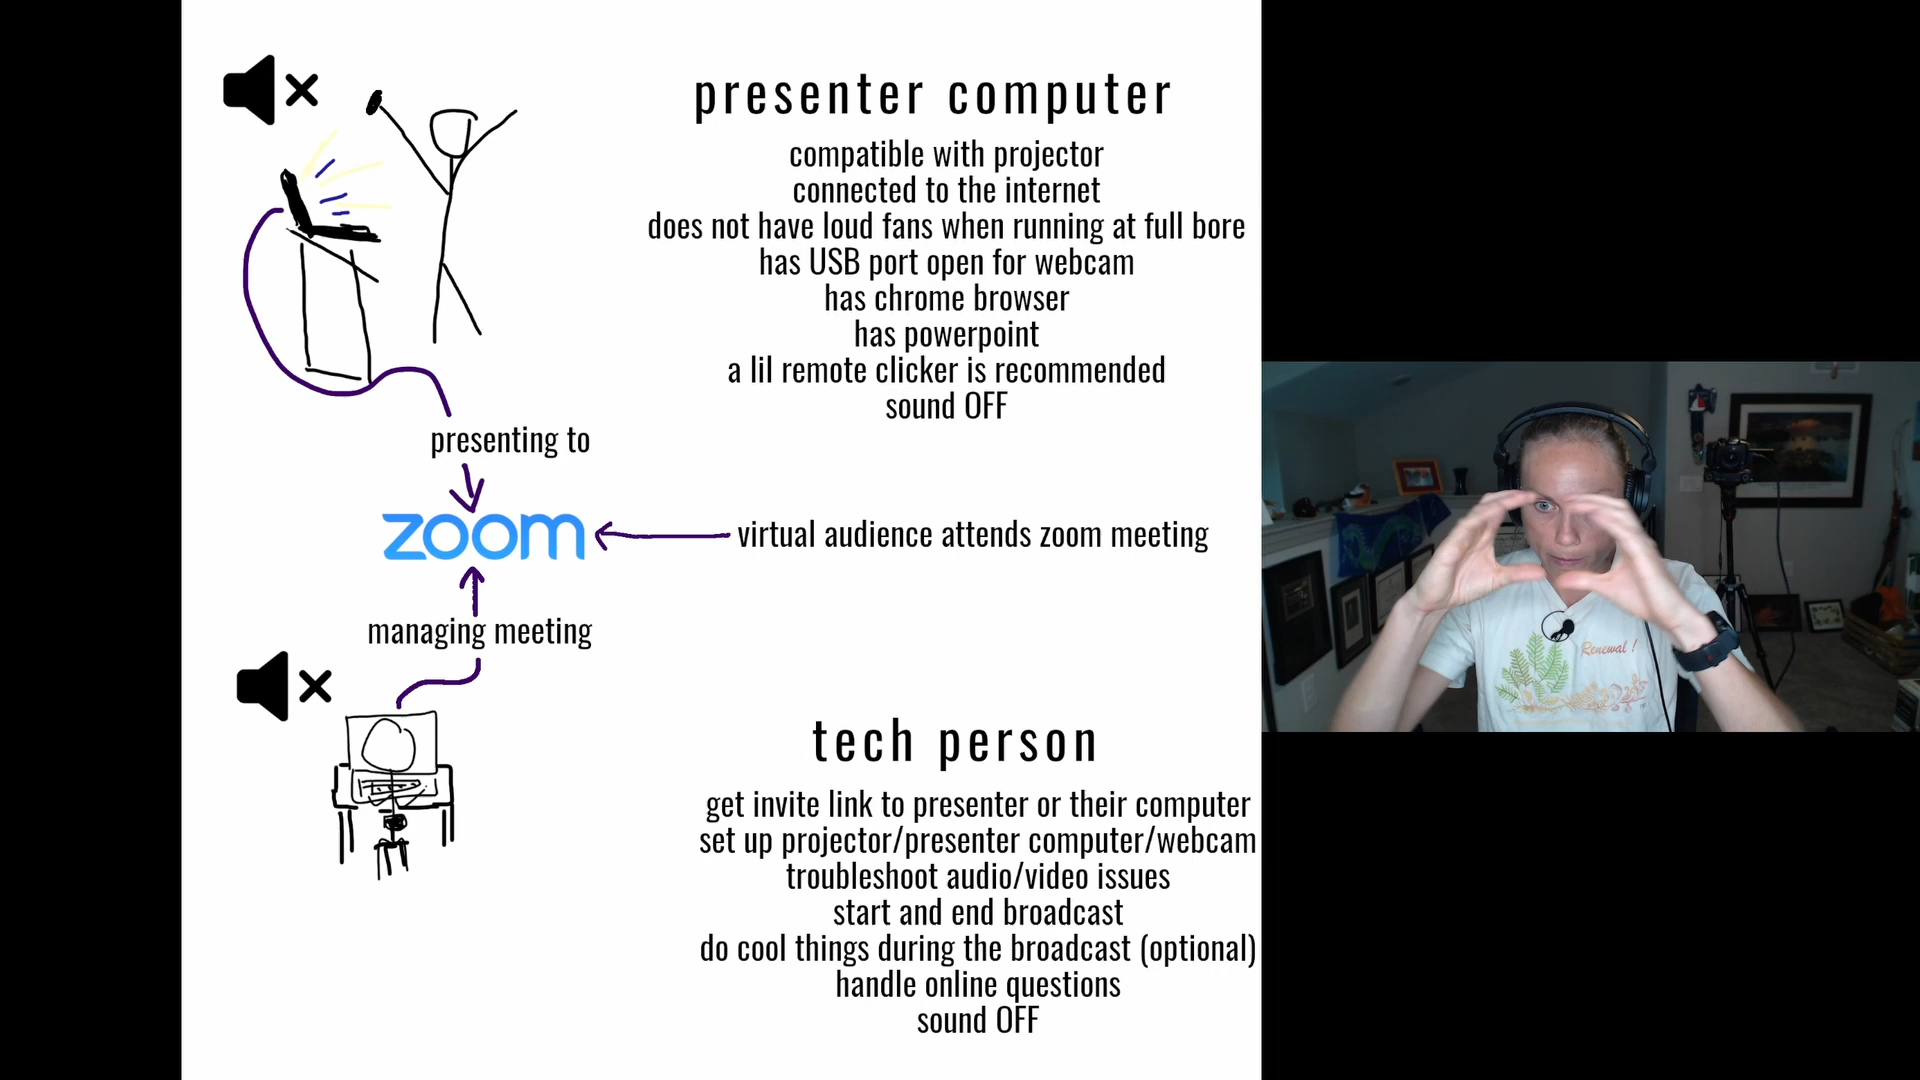 presenter computer
compatible with projector
connected to the internet
does not have loud fans when running at full bore
has USB port open for webcam
has chrome browser
has powerpoint
a lil remote clicker is recommended
sound OFF
presenting to
zoom
virtual audience attends zoom meeting
managing meeting
tech person
get invite link to presenter or their computer
set up projector/presenter computer/webcam
troubleshoot audio/video issues
start and end broadcast
do cool things during the broadcast (optional)
handle online questions
sound OFF
Renewal !